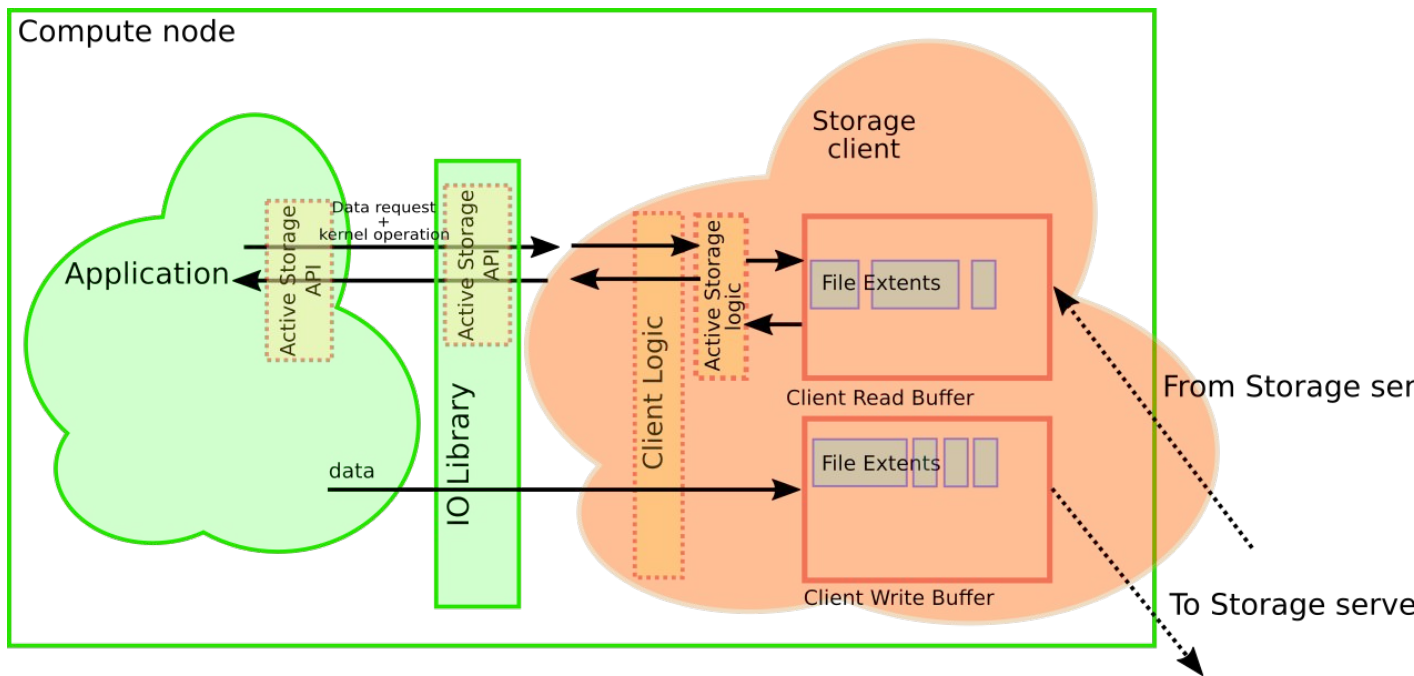 Compute node
Storage
client
Data request
+
kernel operation
Active Storage
API
Active Storage
API
Application
Active Storage
logic
File Extents
Client Logic
Client Read Buffer
From Storage ser
IO Library
File Extents
data
Client Write Buffer
To Storage serve